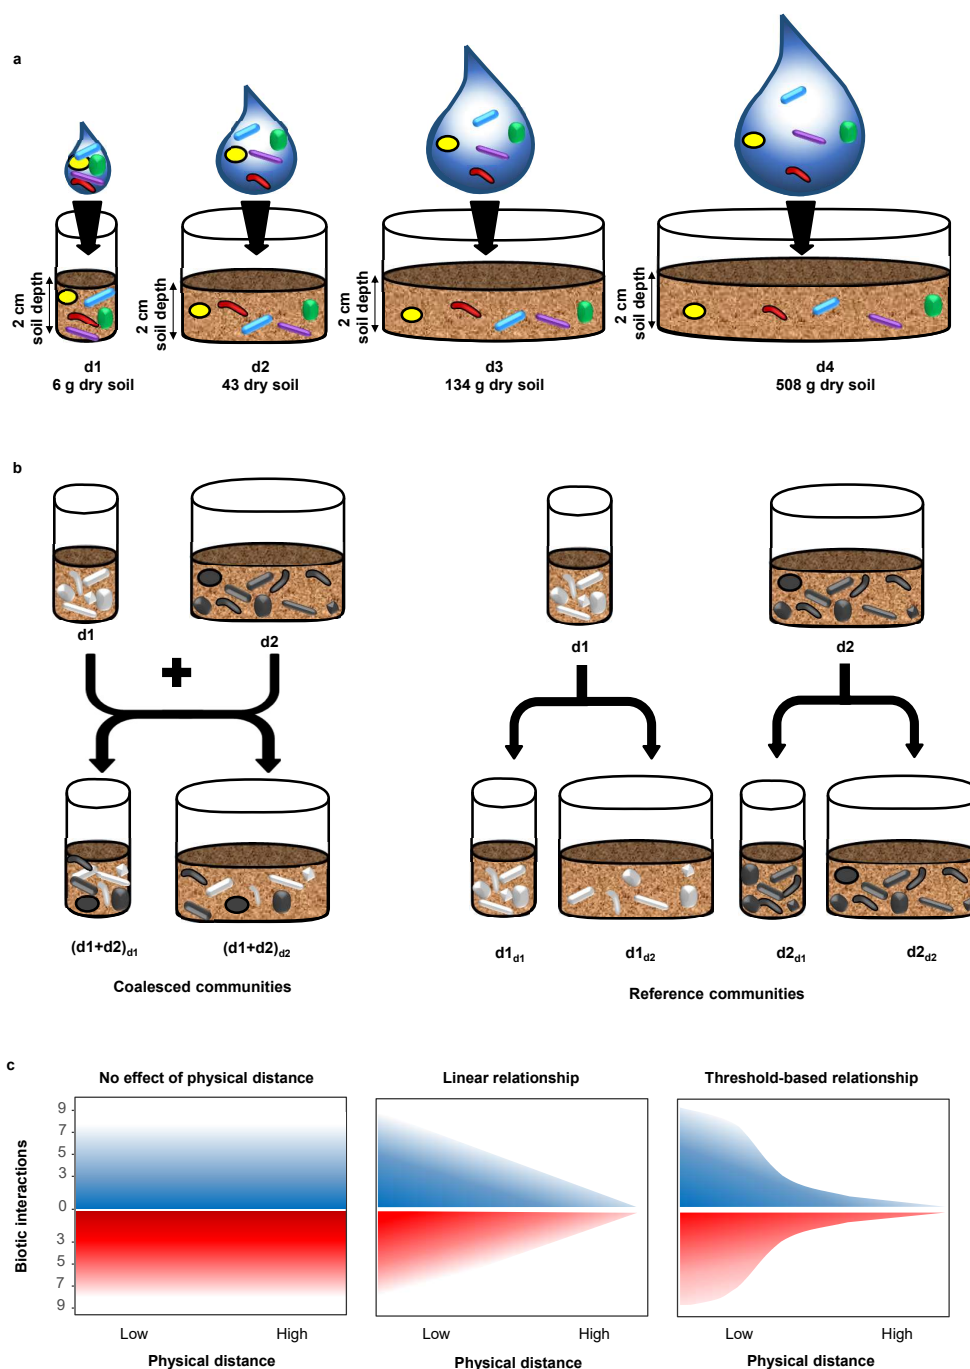 a
2 cm
soil depth
2 cm
soil depth
2 cm
soil depth
2 cm
soil depth
d1
6 g dry soil
d2
43 dry soil
d3
134 g dry soil
d4
508 g dry soil
b
d1
d2
d1
d2
(d1+d2)d1
(d1+d2)d2
d1d1
d1d2
d2d1
d2d2
Coalesced communities
Reference communities
c
No effect of physical distance
Linear relationship
Threshold-based relationship
Biotic interactions
9
7
5
3
0
3
5
7
9
Low
High
Low
High
Low
High
Physical distance
Physical distance
Physical distance